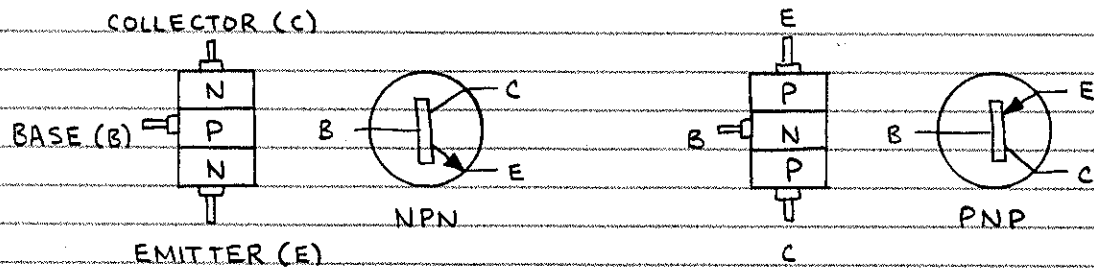 COLLECTOR (C)
N
BASE (B) P
N
EMITTER (E)
B C
E
NPN
E
P
B N
P
C
B E
C
PNP